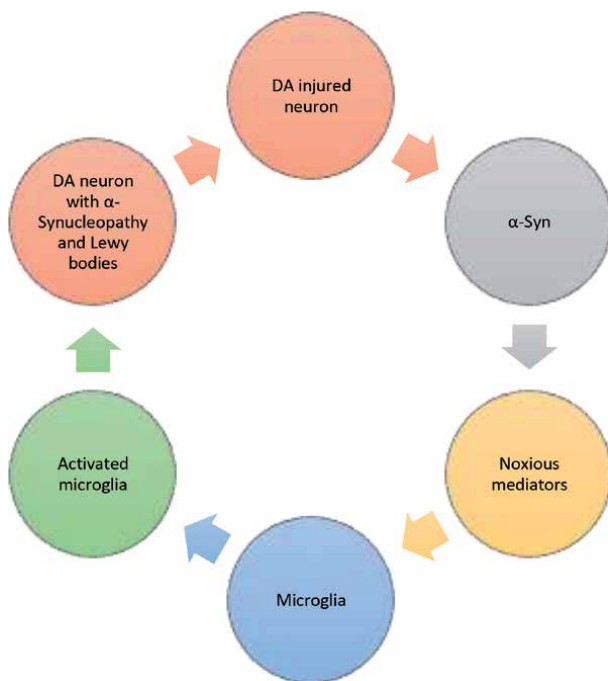 DA injured
neuron
α-Syn
Noxious
mediators
Microglia
Activated
microglia
DA neuron
with α-
Synucleopathy
and Lewy
bodies